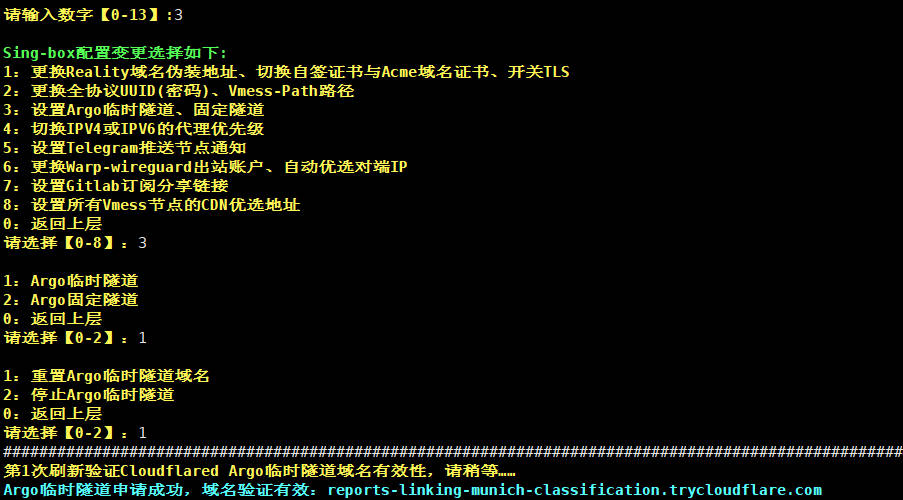 请输入数字【0-13】:3
Sing-box配置变更选择如下:
1: 更换Reality域名伪装地址、切换自签证书与Acme域名证书、开关TLS
2: 更换全协议UUID(密码)、Vmess-Path路径
3: 设置Argo临时隧道、固定隧道
4: 切换IPV4或IPV6的代理优先级
5: 设置Telegram推送节点通知
6: 更换Warp-wireguard出站账户、自动优选对端IP
7: 设置Gitlab订阅分享链接
8: 设置所有Vmess节点的CDN优选地址
0: 返回上层
请选择【0-8】: 3
1: Argo临时隧道
2: Argo固定隧道
0: 返回上层
请选择【0-2】: 1
1: 重置Argo临时隧道域名
2: 停止Argo临时隧道
0: 返回上层
请选择【0-2】: 1
####################################################################################################
第1次刷新验证Cloudflared Argo临时隧道域名有效性, 请稍等……
Argo临时隧道申请成功, 域名验证有效: reports-linking-munich-classification.trycloudflare.com